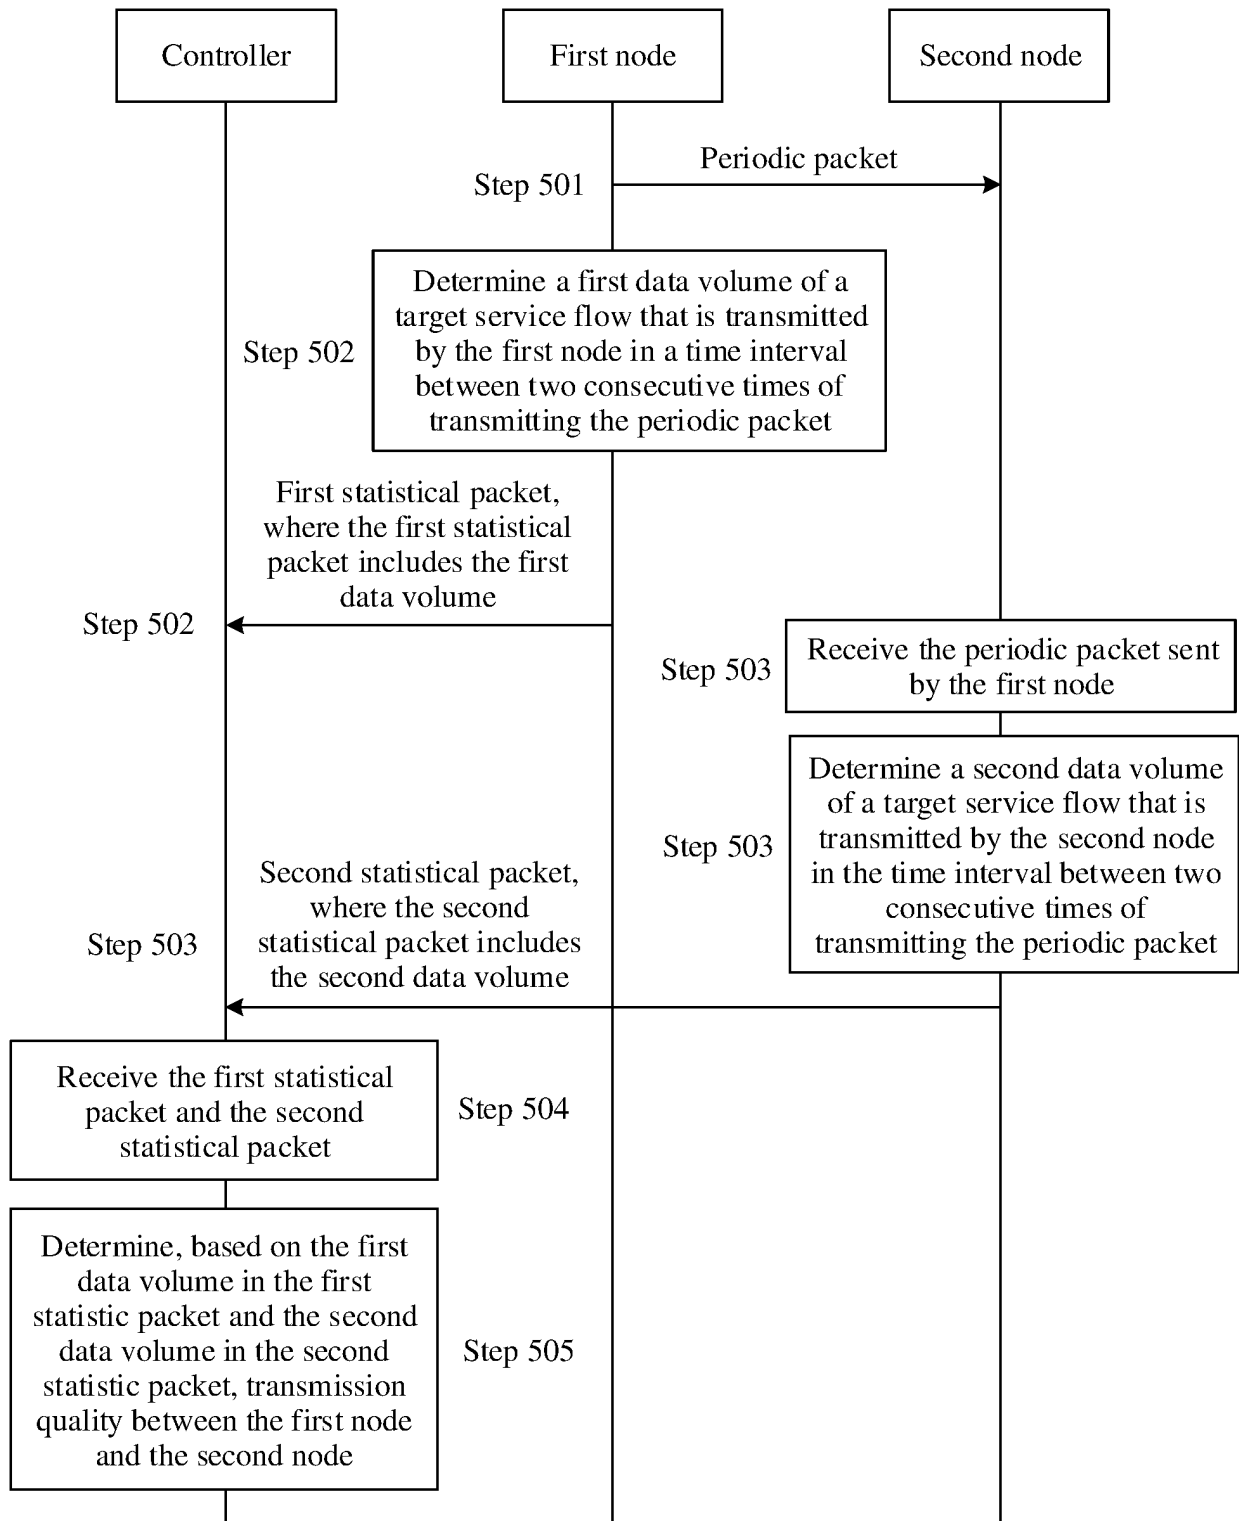 Controller
First node
Second node
Periodic packet
Step 501
Determine a first data volume of a
target service flow that is transmitted
by the first node in a time interval
between two consecutive times of
transmitting the periodic packet
Step 502
First statistical packet,
where the first statistical
packet includes the first
data volume
Step 502
Receive the periodic packet sent
by the first node
Step 503
Determine a second data volume
of a target service flow that is
transmitted by the second node
in the time interval between two
consecutive times of
transmitting the periodic packet
Step 503
Second statistical packet,
where the second
statistical packet includes
the second data volume
Step 503
Receive the first statistical
packet and the second
statistical packet
Step 504
Determine, based on the first
data volume in the first
statistic packet and the second
data volume in the second
statistic packet, transmission
quality between the first node
and the second node
Step 505